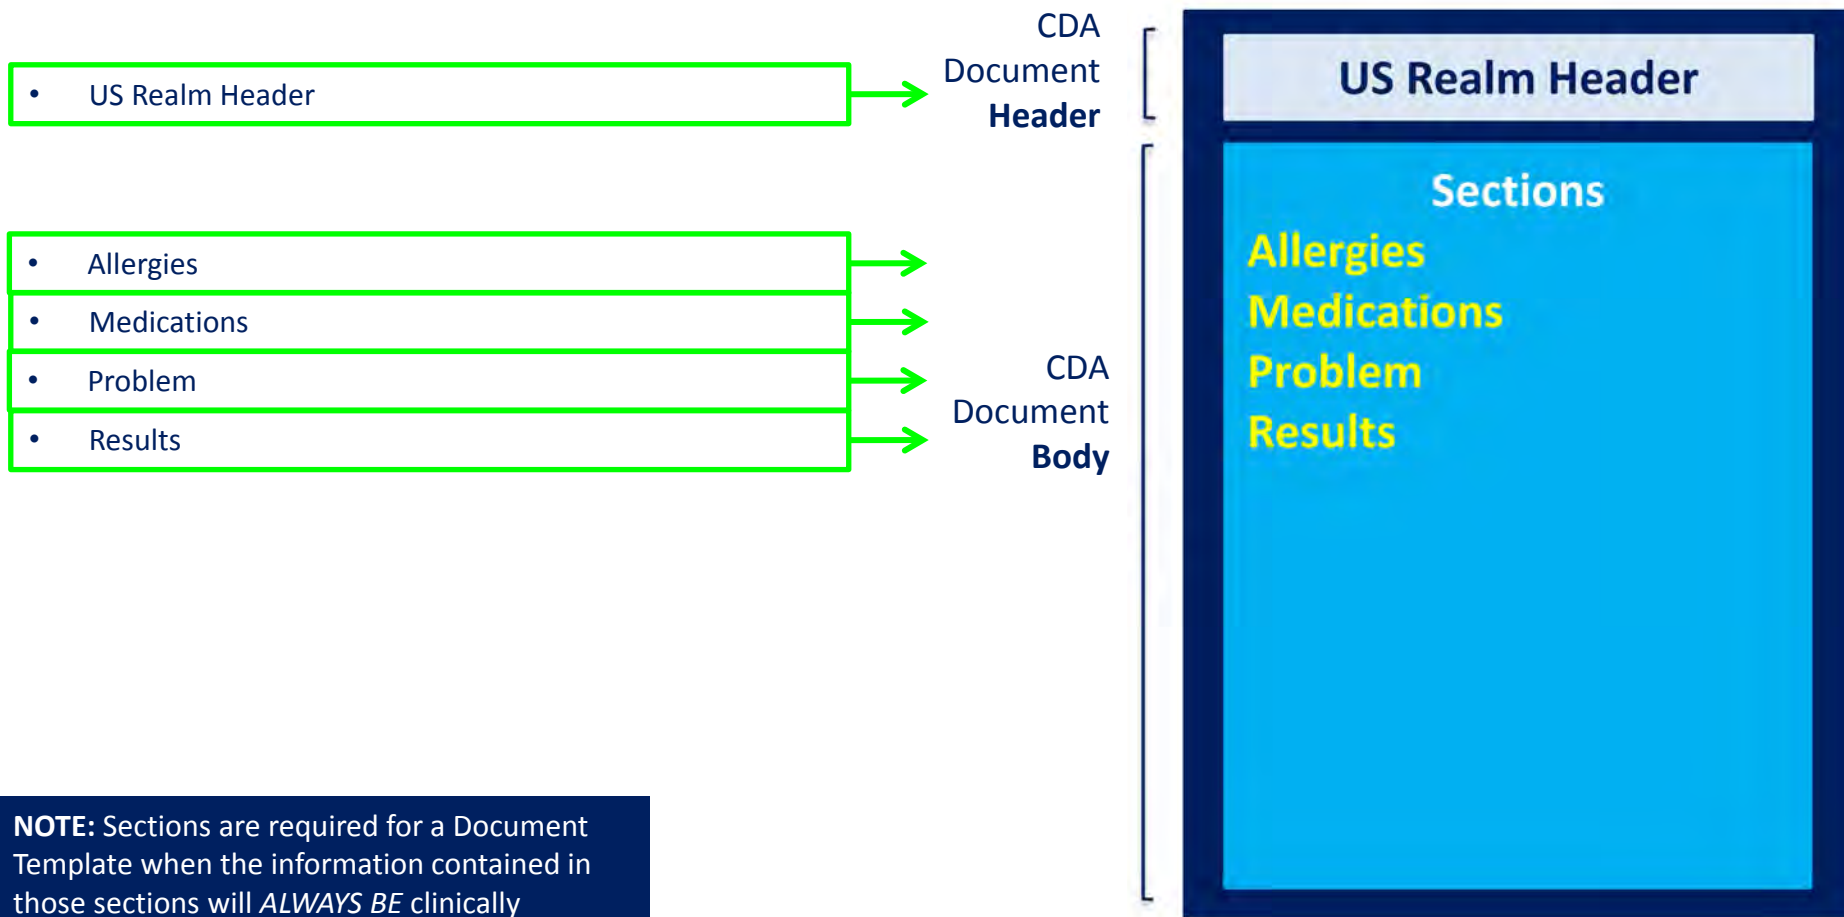 • US Realm Header
• Allergies
• Medications
• Problem
• Results
CDA
Document
Header
CDA
Document
Body
US Realm Header
Sections
Allergies
Medications
Problem
Results
NOTE: Sections are required for a Document
Template when the information contained in
those sections will ALWAYS BE clinically